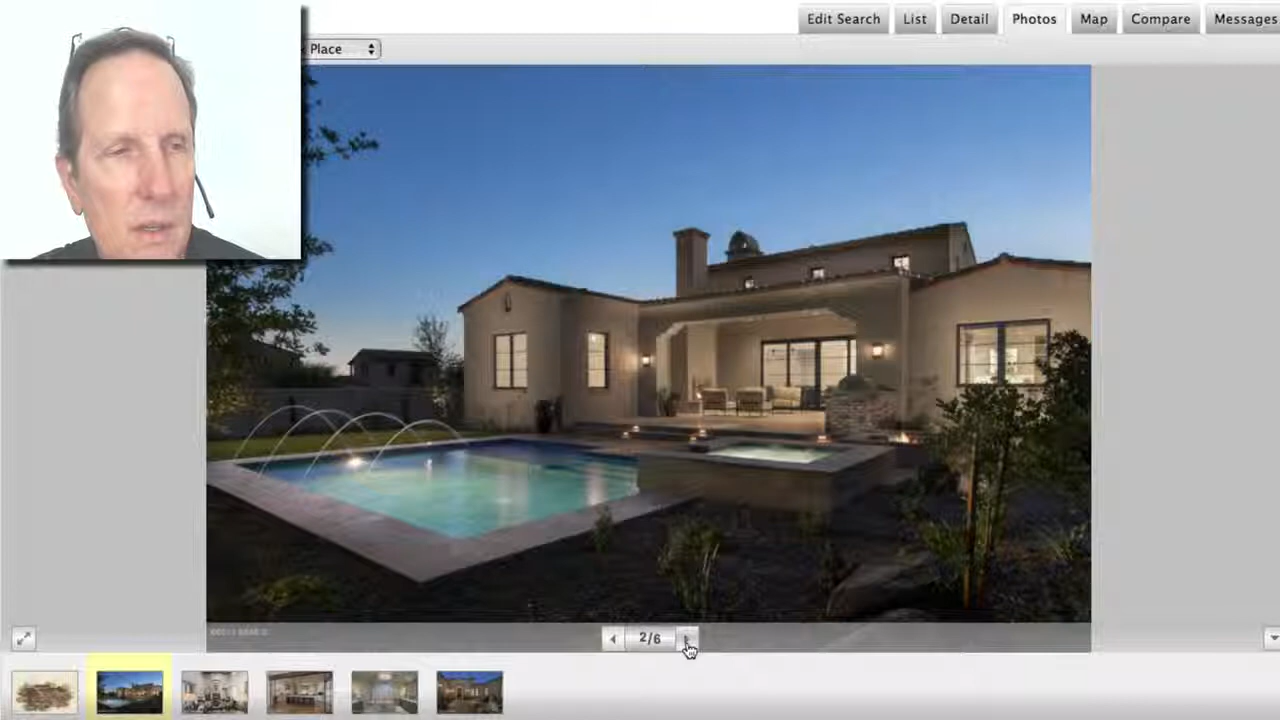 Edit Search
List
Detail
Photos
Map
Compare
Messages
Place
2/6